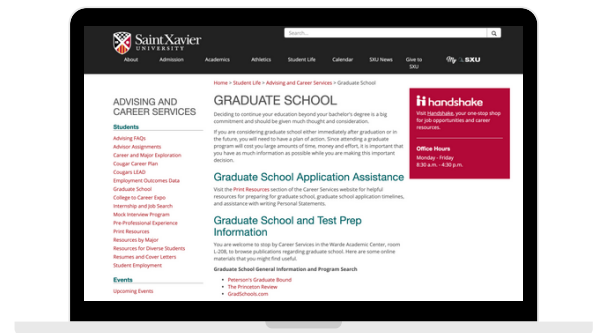 Search...
Saint Xavier
UNIVERSITY
About Admission Academics Athletics Student Life Calendar SXU News Give to SXU My SXU
Home > Student Life > Advising and Career Services > Graduate School
ADVISING AND
CAREER SERVICES
Students
Advising FAQs
Advisor Assignments
Career and Major Exploration
Cougar Career Plan
Cougars LEAD
Employment Outcomes Data
Graduate School
College to Career Expo
Internship and Job Search
Mock Interview Program
Pre-Professional Experience
Print Resources
Resources by Major
Resources for Diverse Students
Resumes and Cover Letters
Student Employment
Events
Upcoming Events
GRADUATE SCHOOL
Deciding to continue your education beyond your bachelor's degree is a big
commitment and should be given much thought and consideration.
If you are considering graduate school either immediately after graduation or in
the future, you will need to have a plan of action. Since attending a graduate
program will cost you large amounts of time, money and effort, it is important that
you have as much information as possible while you are making this important
decision.
Graduate School Application Assistance
Visit the Print Resources section of the Career Services website for helpful
resources for preparing for graduate school, graduate school application timelines,
and assistance with writing Personal Statements.
Graduate School and Test Prep
Information
You are welcome to stop by Career Services in the Warde Academic Center, room
L-208, to browse publications regarding graduate school. Here are some online
materials that you might find useful.
Graduate School General Information and Program Search
• Peterson's Graduate Bound
• The Princeton Review
• GradSchools.com
handshake
Visit Handshake, your one-stop shop
for job opportunities and career
resources.
Office Hours
Monday - Friday
8:30 a.m. - 4:30 p.m.